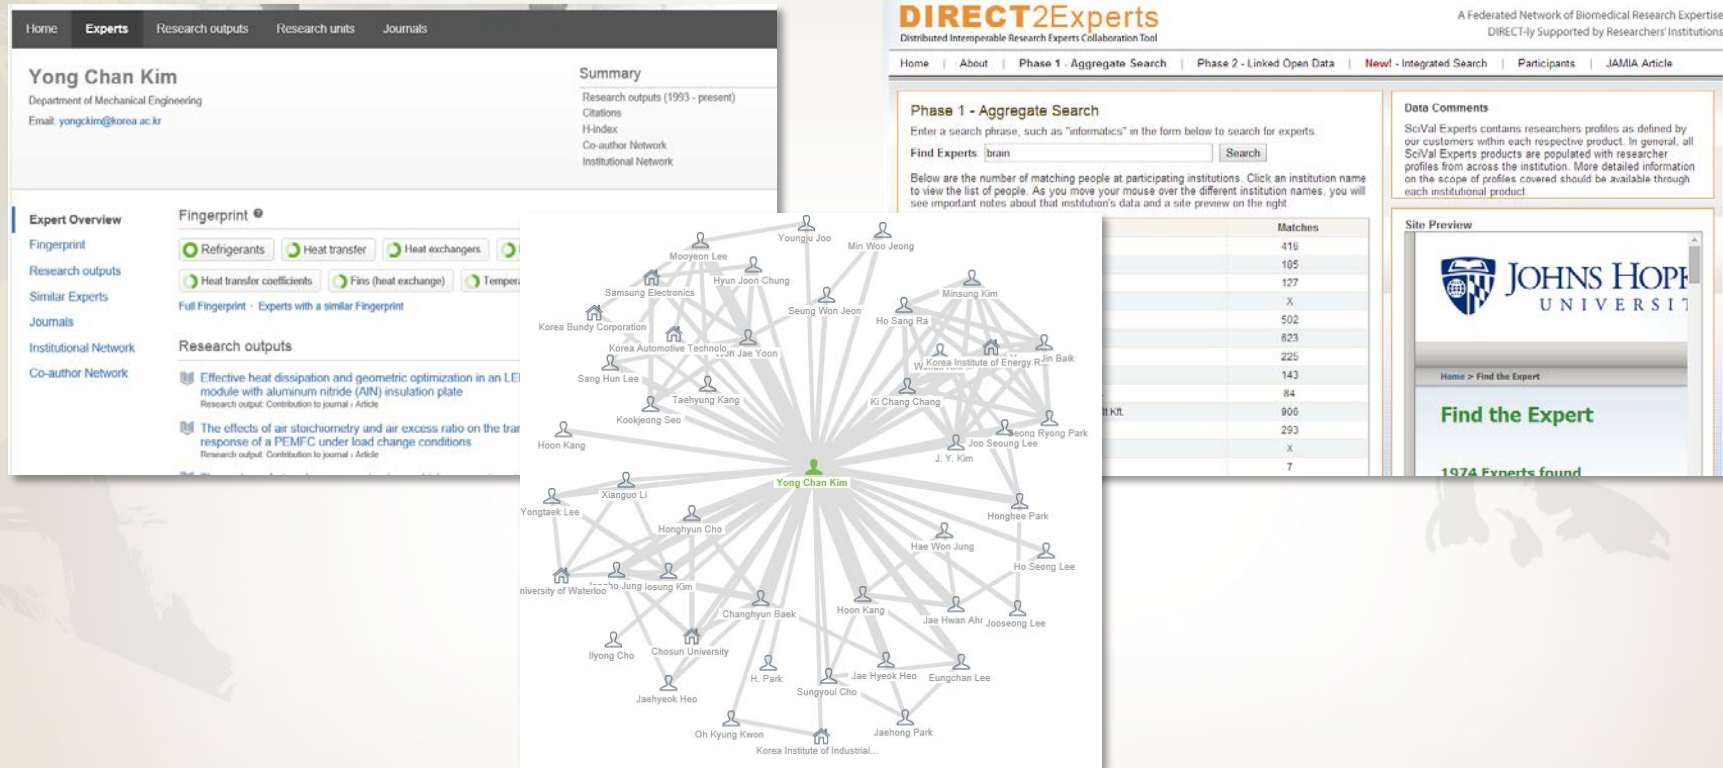 Home Experts Research outputs Research units Journals
Yong Chan Kim
Department of Mechanical Engineering
Email: yongckim@korea.ac.kr
Summary
Research outputs (1993 - present)
Citations
H-index
Co-author Network
Institutional Network
Expert Overview
Fingerprint
Research outputs
Similar Experts
Journals
Institutional Network
Co-author Network
Fingerprint
Refrigerants Heat transfer Heat exchangers
Heat transfer coefficients Fins (heat exchange) Tempera
Full Fingerprint · Experts with a similar Fingerprint
Research outputs
Effective heat dissipation and geometric optimization in an LE
module with aluminum nitride (AlN) insulation plate
Research output: Contribution to journal › Article
The effects of air stoichiometry and air excess ratio on the tran
response of a PEMFC under load change conditions
Research output: Contribution to journal › Article
DIRECT2Experts
Distributed Interoperable Research Experts Collaboration Tool
A Federated Network of Biomedical Research Expertise
DIRECT-ly Supported by Researchers' Institutions
Home | About | Phase 1 - Aggregate Search | Phase 2 - Linked Open Data | New! - Integrated Search | Participants | JAMIA Article
Phase 1 - Aggregate Search
Enter a search phrase, such as "informatics" in the form below to search for experts.
Find Experts: brain Search
Below are the number of matching people at participating institutions. Click an institution name
to view the list of people. As you move your mouse over the different institution names, you will
see important notes about that institution's data and a site preview on the right.
Matches
416
185
127
X
502
623
225
143
84
lt Kft. 906
293
X
7
Data Comments
SciVal Experts contains researchers profiles as defined by
our customers within each respective product. In general, all
SciVal Experts products are populated with researcher
profiles from across the institution. More detailed information
on the scope of profiles covered should be available through
each institutional product.
Site Preview
JOHNS HOPK
UNIVERSIT
Home > Find the Expert
Find the Expert
1974 Experts found
Youngju Joo
Mooyeon Lee
Min Woo Jeong
Hyun Joon Chung
Samsung Electronics
Minsung Kim
Seung Won Jeon
Ho Sang Ra
Korea Bundy Corporation
Korea Automotive Technolo
Jae Yoon
Korea Institute of Energy R
Jin Baik
Sang Hun Lee
Taehyung Kang
Ki Chang Chang
Kookjeong Seo
Hoon Kang
Seong Ryong Park
Joo Seoung Lee
J. Y. Kim
Yong Chan Kim
Xianguo Li
Yongtaek Lee
Honghyun Cho
Honghee Park
Hae Won Jung
Ho Seong Lee
niversity of Waterloo
Jung
Kim
Changhyun Baek
Hoon Kang
Jae Hwan Ahn
Jooseong Lee
Ilyong Cho
Chosun University
H. Park
Jae Hyeok Heo
Eungchan Lee
Sungyoul Cho
Jaehyeok Heo
Oh Kyung Kwon
Jaehong Park
Korea Institute of Industrial...